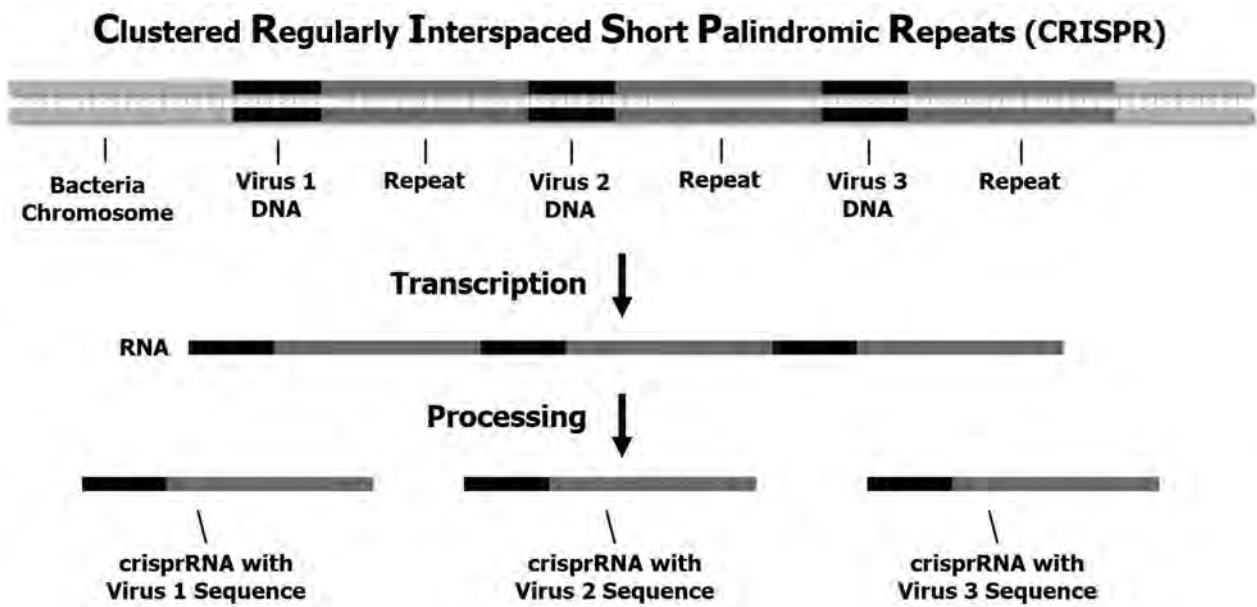 Clustered Regularly Interspaced Short Palindromic Repeats (CRISPR)
Bacteria
Chromosome
Virus 1
DNA
Repeat
Virus 2
DNA
Repeat
Virus 3
DNA
Repeat
Transcription
RNA
Processing
crisprRNA with
Virus 1 Sequence
crisprRNA with
Virus 2 Sequence
crisprRNA with
Virus 3 Sequence